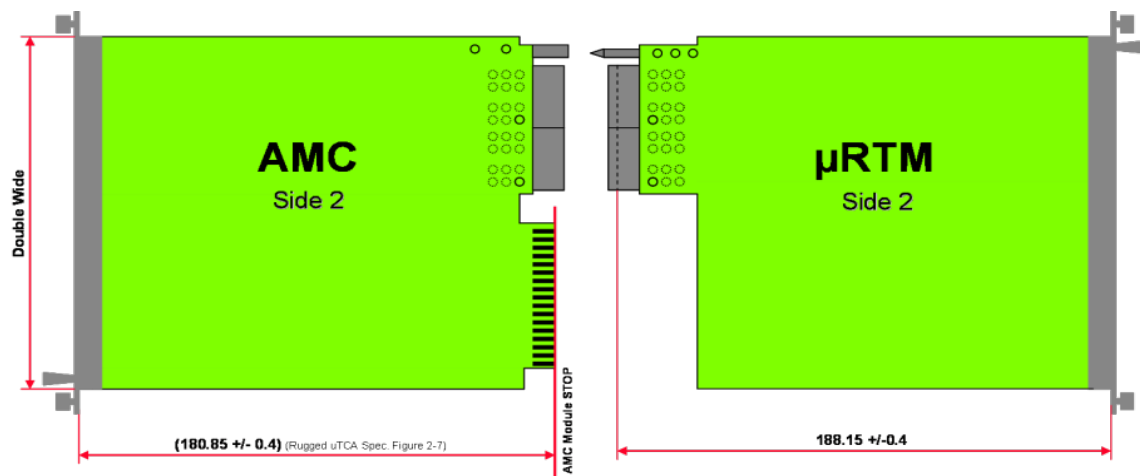 AMC
Side 2
µRTM
Side 2
Double Wide
AMC Module STOP
(180.85 +/- 0.4) (Rugged uTCA Spec. Figure 2-7)
188.15 +/-0.4